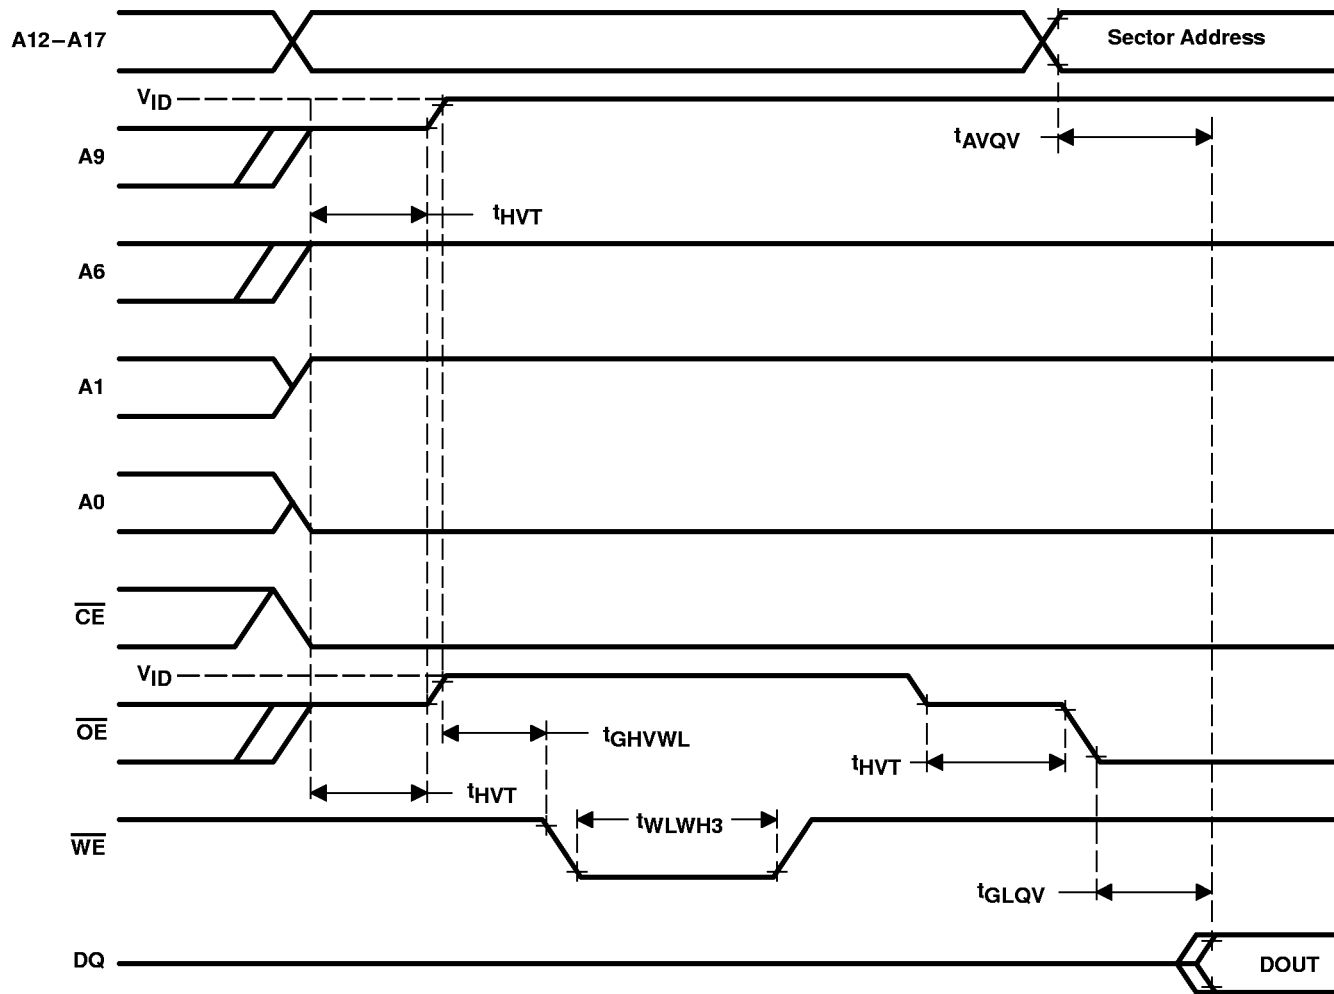 A12–A17
Sector Address
VID
tAVQV
A9
tHVT
A6
A1
A0
CE
VID
OE
tGHVWL
tHVT
tHVT
tWLWH3
WE
tGLQV
DQ
DOUT